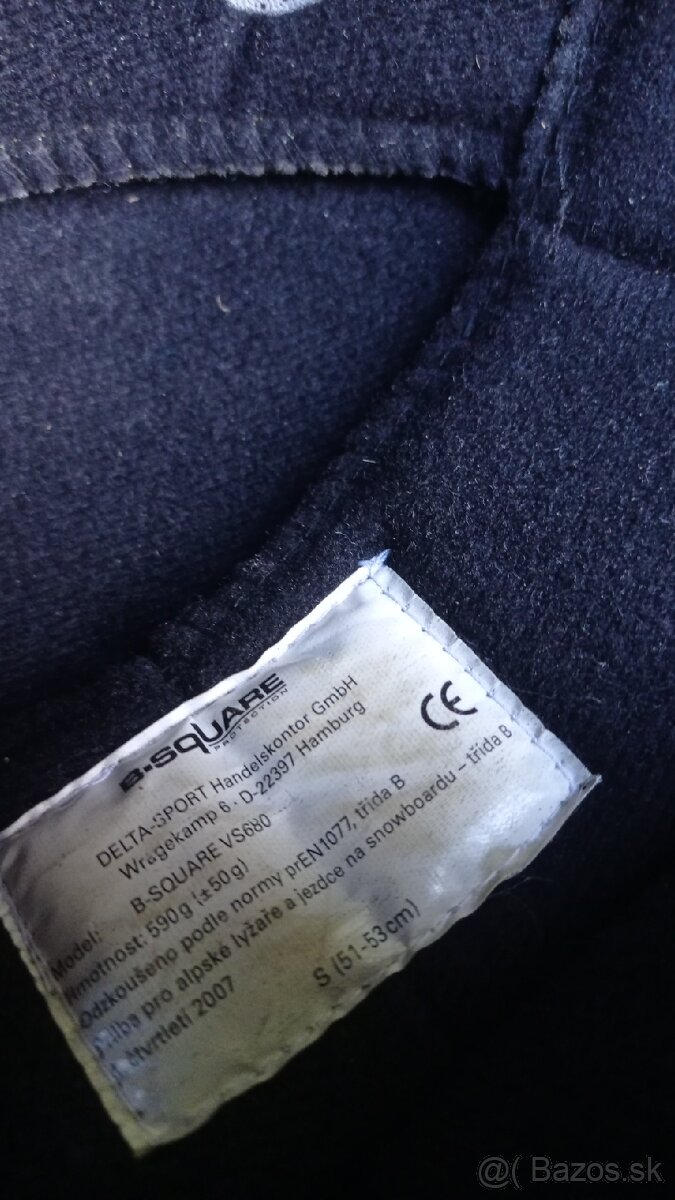 B·SQUARE
PROTECTION
CE
DELTA-SPORT Handelskontor GmbH
Wragekamp 6 · D-22397 Hamburg
Model: B-SQUARE VS680
Hmotnost: 590g (±50g)
Odzkoušeno podle normy prEN1077, třída B
pro alpské lyžaře a jezdce na snowboardu – třída B
čtvrtletí 2007
S (51-53cm)
@( Bazos.sk